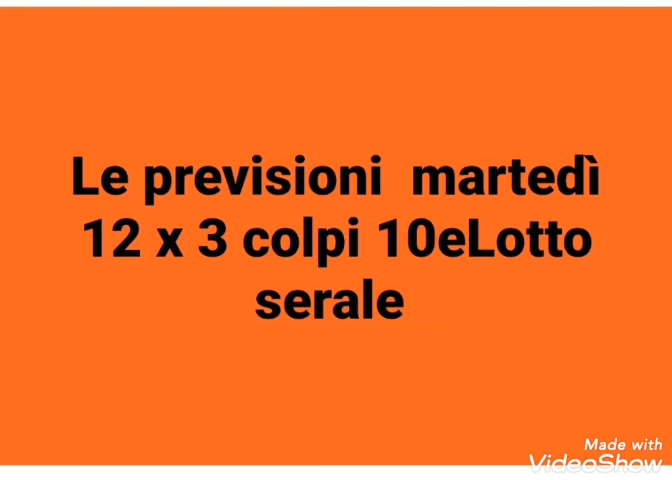 Le previsioni  martedì
12 x 3 colpi 10eLotto
serale
Made with
VideoShow